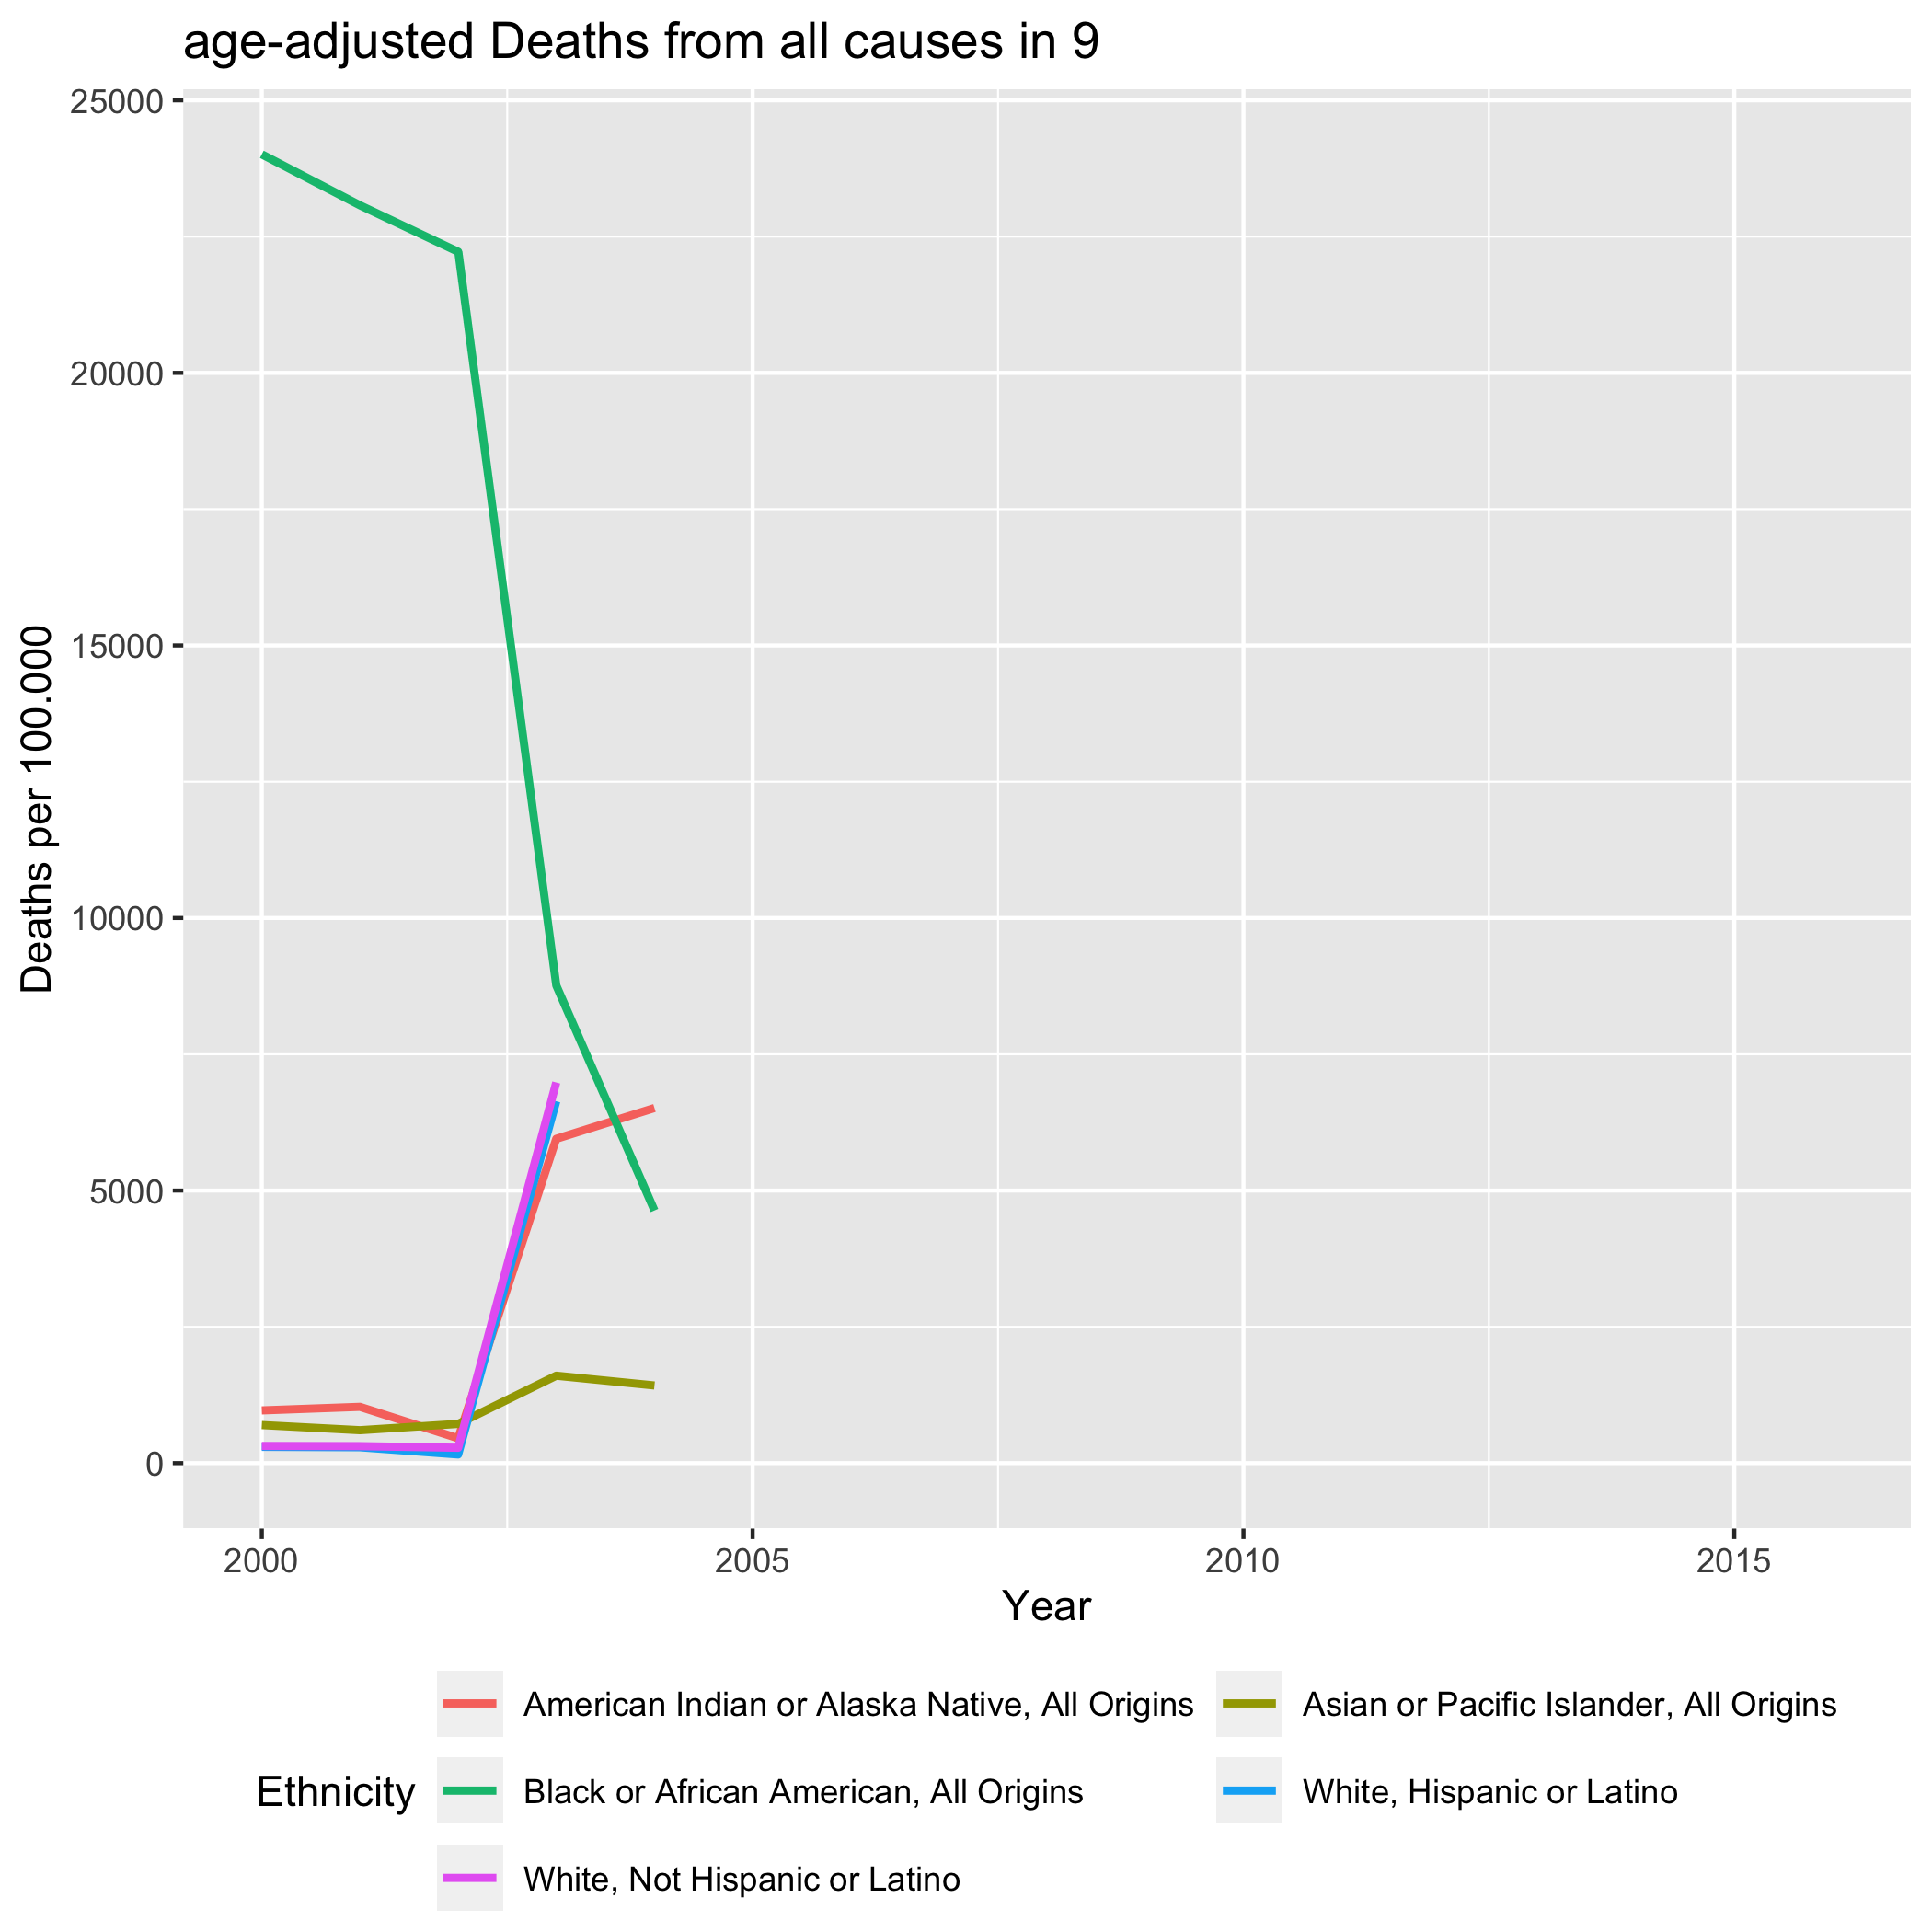 age-adjusted Deaths from all causes in 9
25000
20000
15000
10000
5000
0
Deaths per 100.000
2000 2005 2010 2015
Year
Ethnicity
American Indian or Alaska Native, All Origins
Asian or Pacific Islander, All Origins
Black or African American, All Origins
White, Hispanic or Latino
White, Not Hispanic or Latino